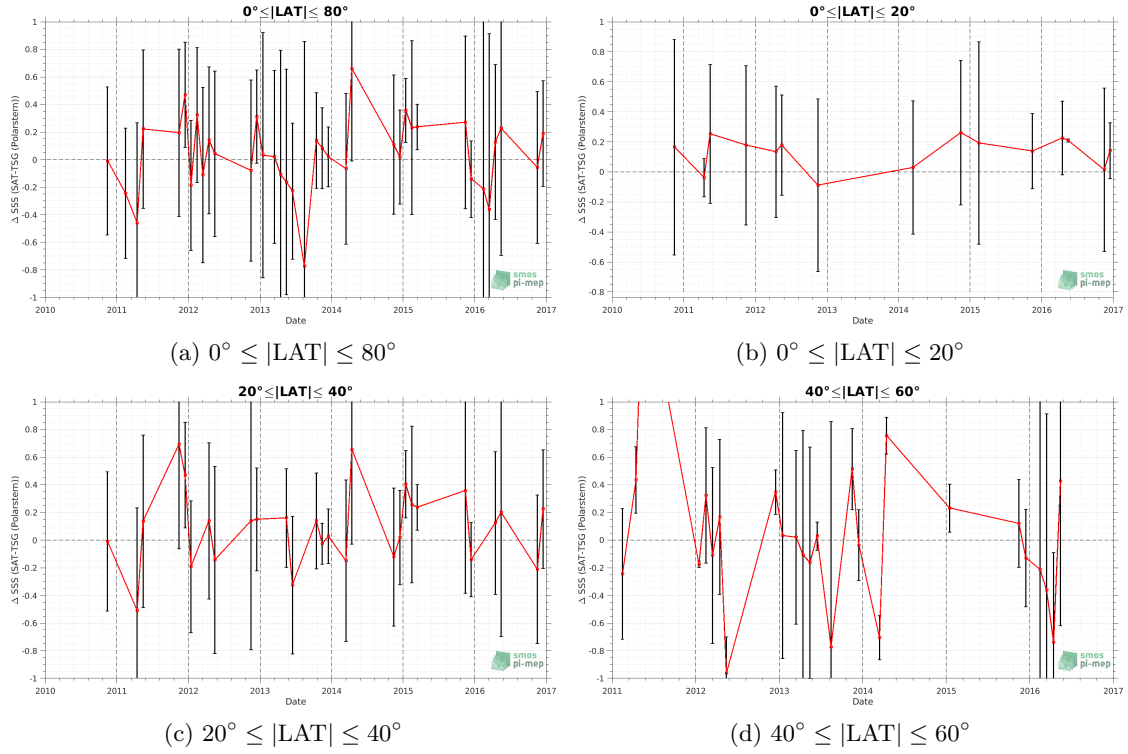 0°≤|LAT|≤ 80°
Δ SSS (SAT-TSG (Polarstern))
1
0.8
0.6
0.4
0.2
0
-0.2
-0.4
-0.6
-0.8
-1
2010 2011 2012 2013 2014 2015 2016 2017
Date
smos
pi-mep
(a) 0° ≤ |LAT| ≤ 80°
0°≤|LAT|≤ 20°
Δ SSS (SAT-TSG (Polarstern))
1
0.8
0.6
0.4
0.2
0
-0.2
-0.4
-0.6
-0.8
2011 2012 2013 2014 2015 2016 2017
Date
smos
pi-mep
(b) 0° ≤ |LAT| ≤ 20°
20°≤|LAT|≤ 40°
Δ SSS (SAT-TSG (Polarstern))
1
0.8
0.6
0.4
0.2
0
-0.2
-0.4
-0.6
-0.8
-1
2010 2011 2012 2013 2014 2015 2016 2017
Date
smos
pi-mep
(c) 20° ≤ |LAT| ≤ 40°
40°≤|LAT|≤ 60°
Δ SSS (SAT-TSG (Polarstern))
1
0.8
0.6
0.4
0.2
0
-0.2
-0.4
-0.6
-0.8
-1
2011 2012 2013 2014 2015 2016 2017
Date
smos
pi-mep
(d) 40° ≤ |LAT| ≤ 60°